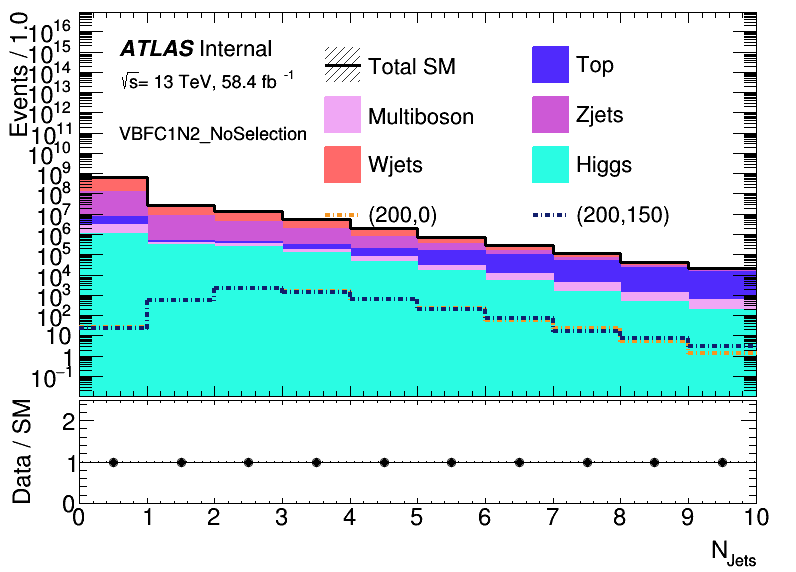 Events / 1.0
10^16
10^15
10^14
10^13
10^12
10^11
10^10
10^9
10^8
10^7
10^6
10^5
10^4
10^3
10^2
10
1
10^−1
ATLAS Internal
√s= 13 TeV, 58.4 fb^-1
VBFC1N2_NoSelection
Total SM
Top
Multiboson
Zjets
Wjets
Higgs
(200,0)
(200,150)
Data / SM
2
1
0
0 1 2 3 4 5 6 7 8 9 10
N_Jets